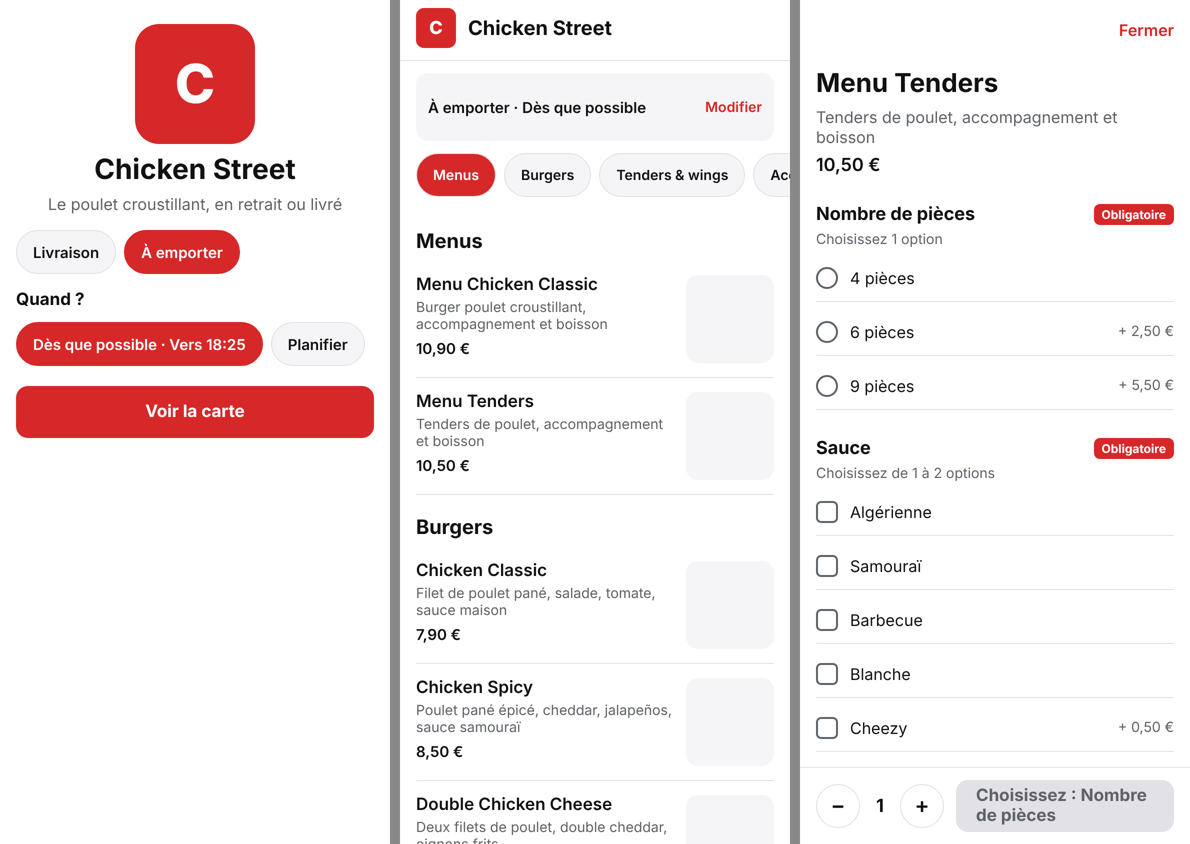 C
Chicken Street
Le poulet croustillant, en retrait ou livré
Livraison
À emporter
Quand ?
Dès que possible · Vers 18:25
Planifier
Voir la carte
C
Chicken Street
À emporter · Dès que possible
Modifier
Menus
Burgers
Tenders & wings
Menus
Menu Chicken Classic
Burger poulet croustillant,
accompagnement et boisson
10,90 €
Menu Tenders
Tenders de poulet, accompagnement
et boisson
10,50 €
Burgers
Chicken Classic
Filet de poulet pané, salade, tomate,
sauce maison
7,90 €
Chicken Spicy
Poulet pané épicé, cheddar, jalapeños,
sauce samouraï
8,50 €
Double Chicken Cheese
Deux filets de poulet, double cheddar,
oignons frits
Fermer
Menu Tenders
Tenders de poulet, accompagnement et
boisson
10,50 €
Nombre de pièces
Obligatoire
Choisissez 1 option
4 pièces
6 pièces
+ 2,50 €
9 pièces
+ 5,50 €
Sauce
Obligatoire
Choisissez de 1 à 2 options
Algérienne
Samouraï
Barbecue
Blanche
Cheezy
+ 0,50 €
−
1
+
Choisissez : Nombre
de pièces